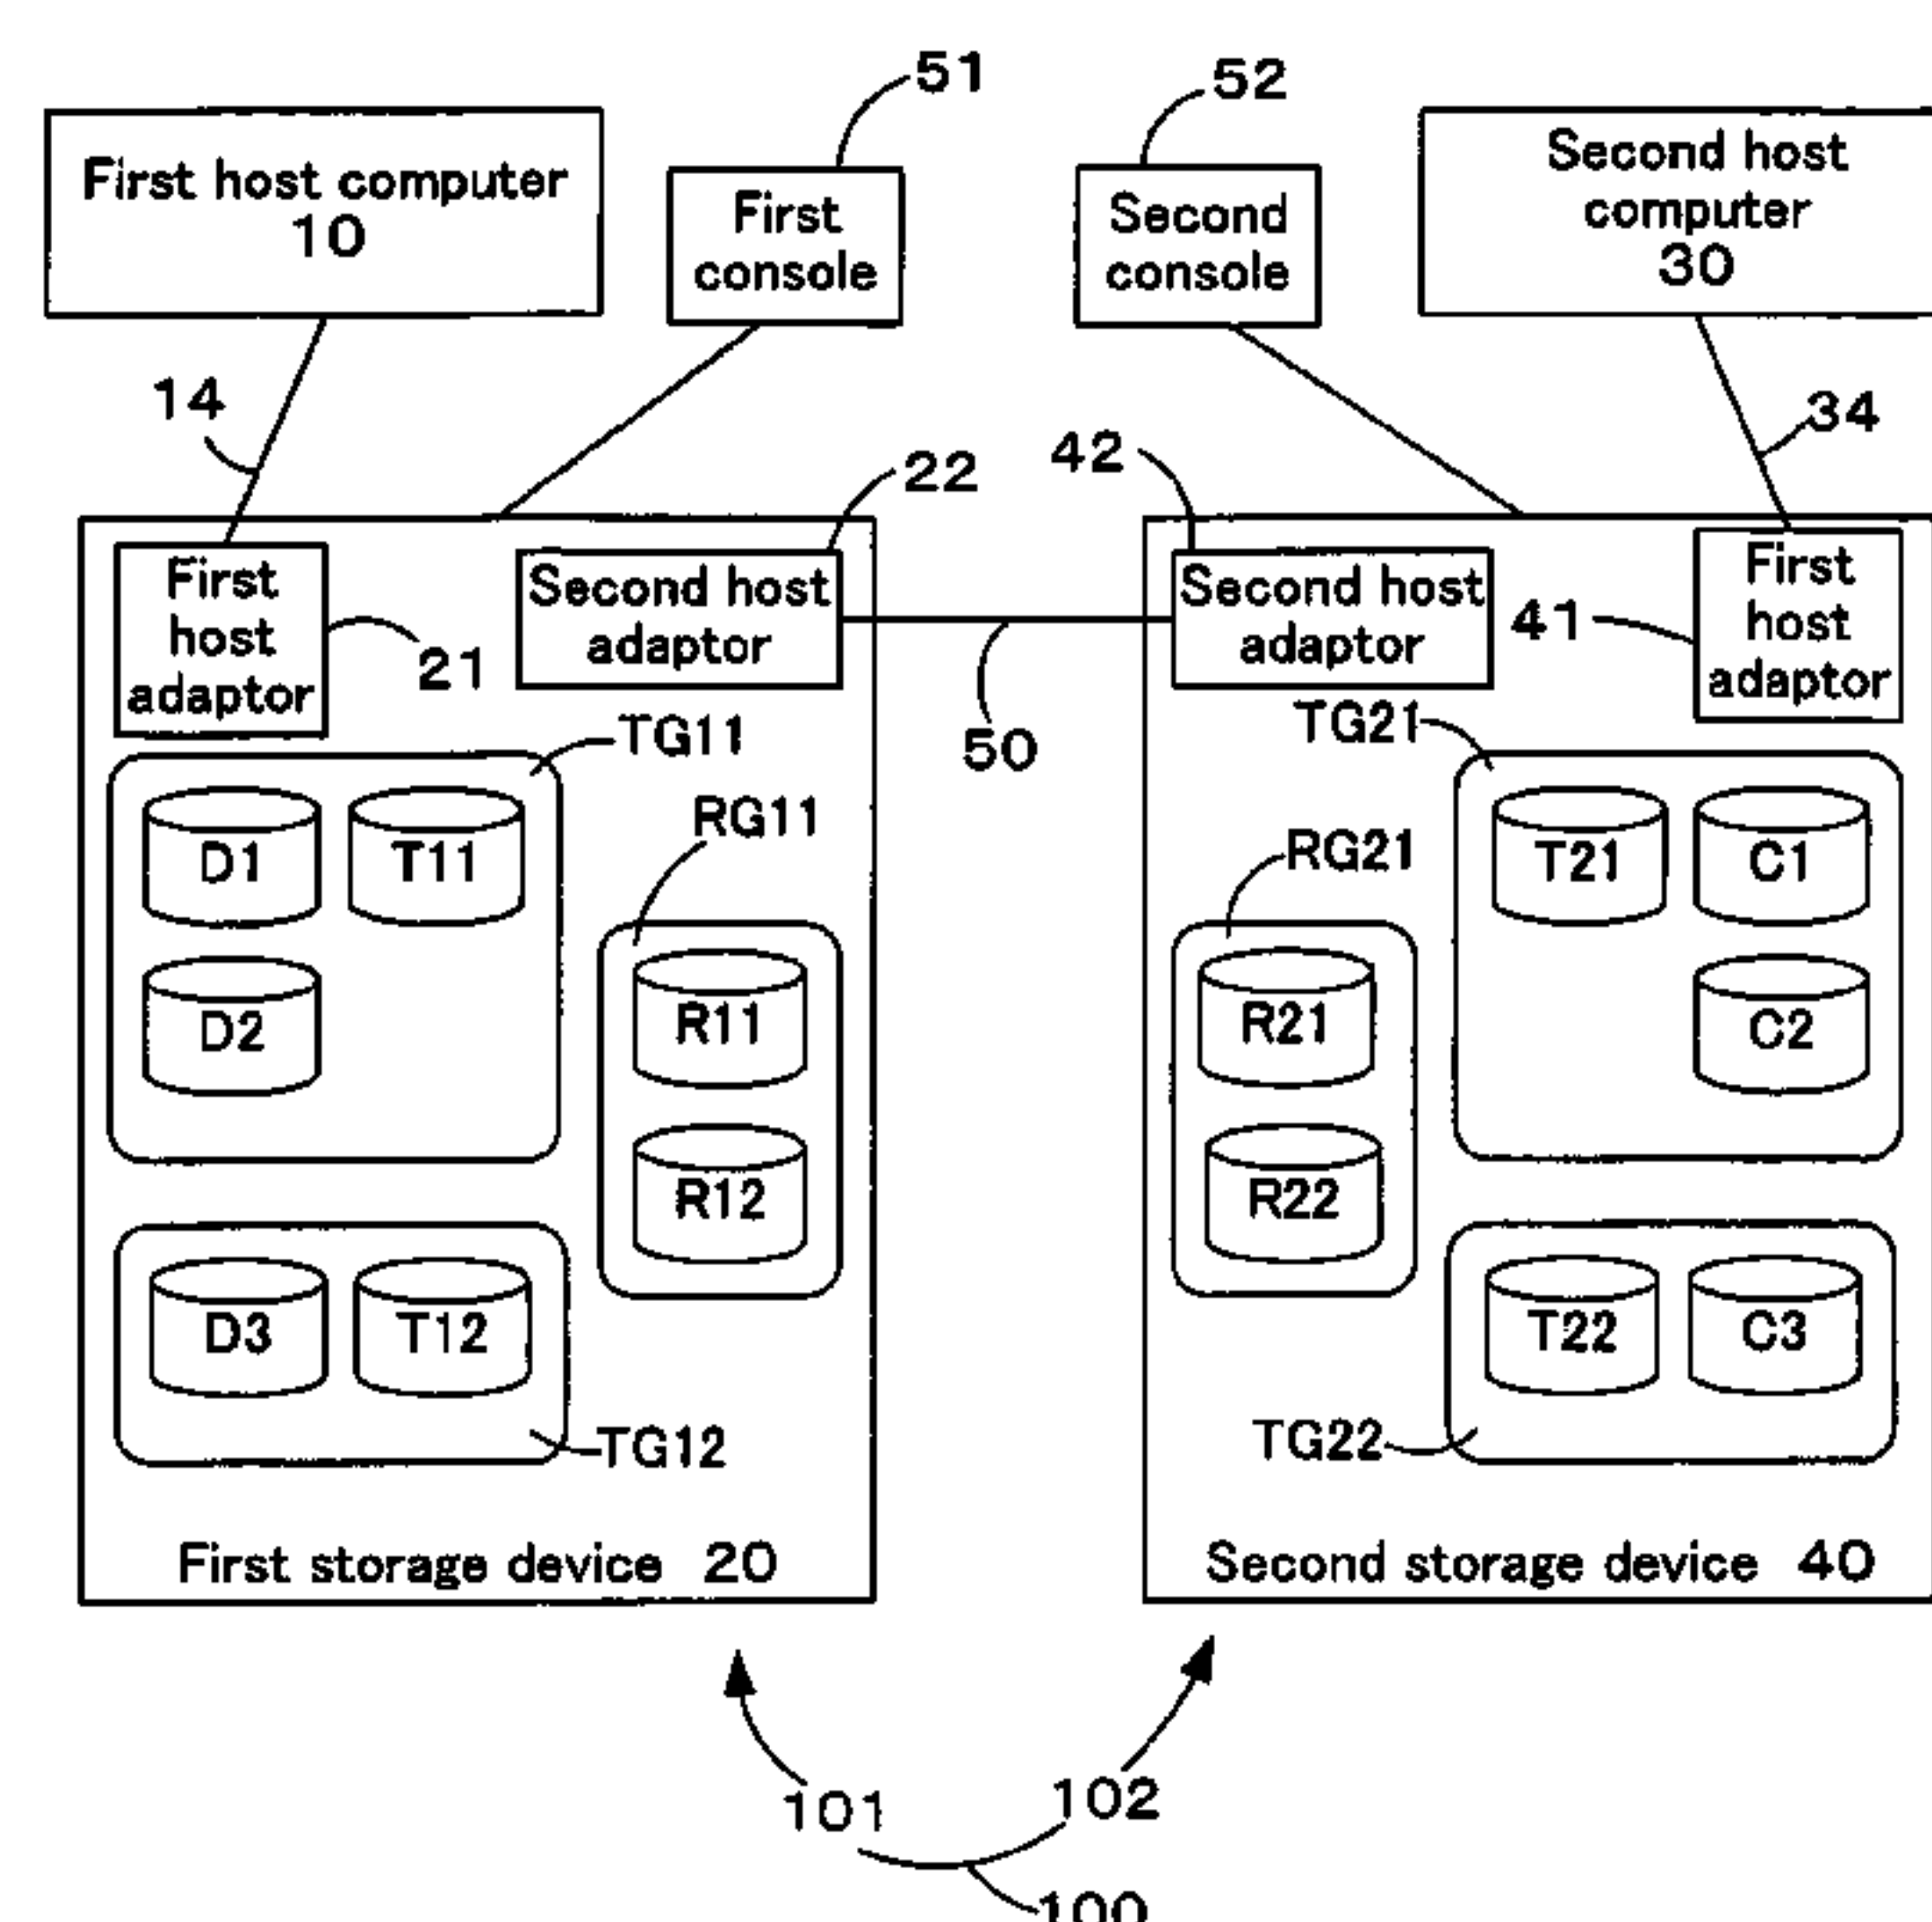 51
52
First host computer
10
First
console
Second
console
Second host
computer
30
14
34
22
42
First
host
adaptor
21
Second host
adaptor
50
Second host
adaptor
41
First
host
adaptor
TG11
TG21
D1
T11
RG11
RG21
T21
C1
D2
R11
R21
C2
R12
R22
D3
T12
T22
C3
TG12
TG22
First storage device 20
Second storage device 40
101
102
100